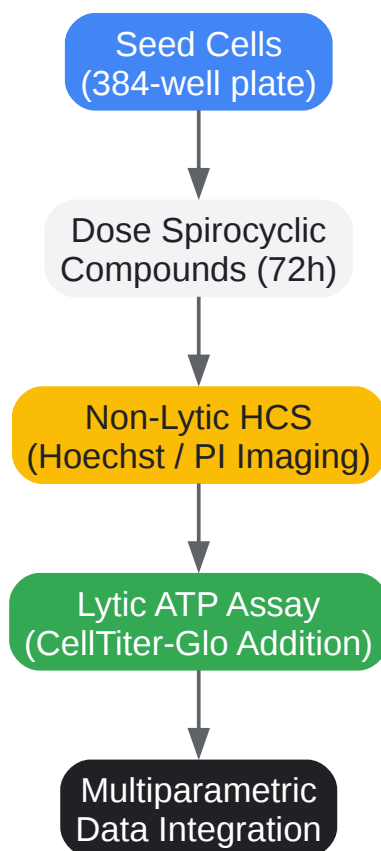 Seed Cells
(384-well plate)
Dose Spirocyclic
Compounds (72h)
Non-Lytic HCS
(Hoechst / PI Imaging)
Lytic ATP Assay
(CellTiter-Glo Addition)
Multiparametric
Data Integration